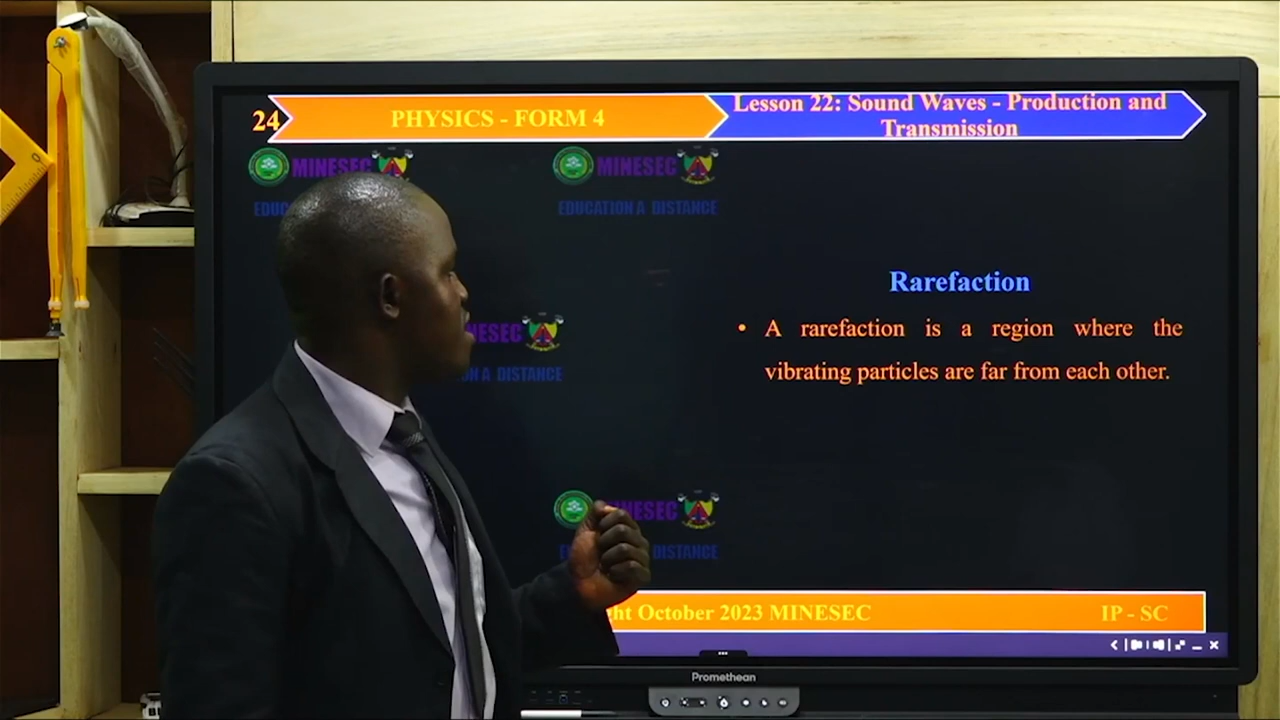 24
PHYSICS - FORM 4
Lesson 22: Sound Waves - Production and
Transmission
MINESEC
MINESEC
EDUCATION A DISTANCE
Rarefaction
• A rarefaction is a region where the
vibrating particles are far from each other.
DISTANCE
DISTANCE
October 2023 MINESEC
IP - SC
Promethean